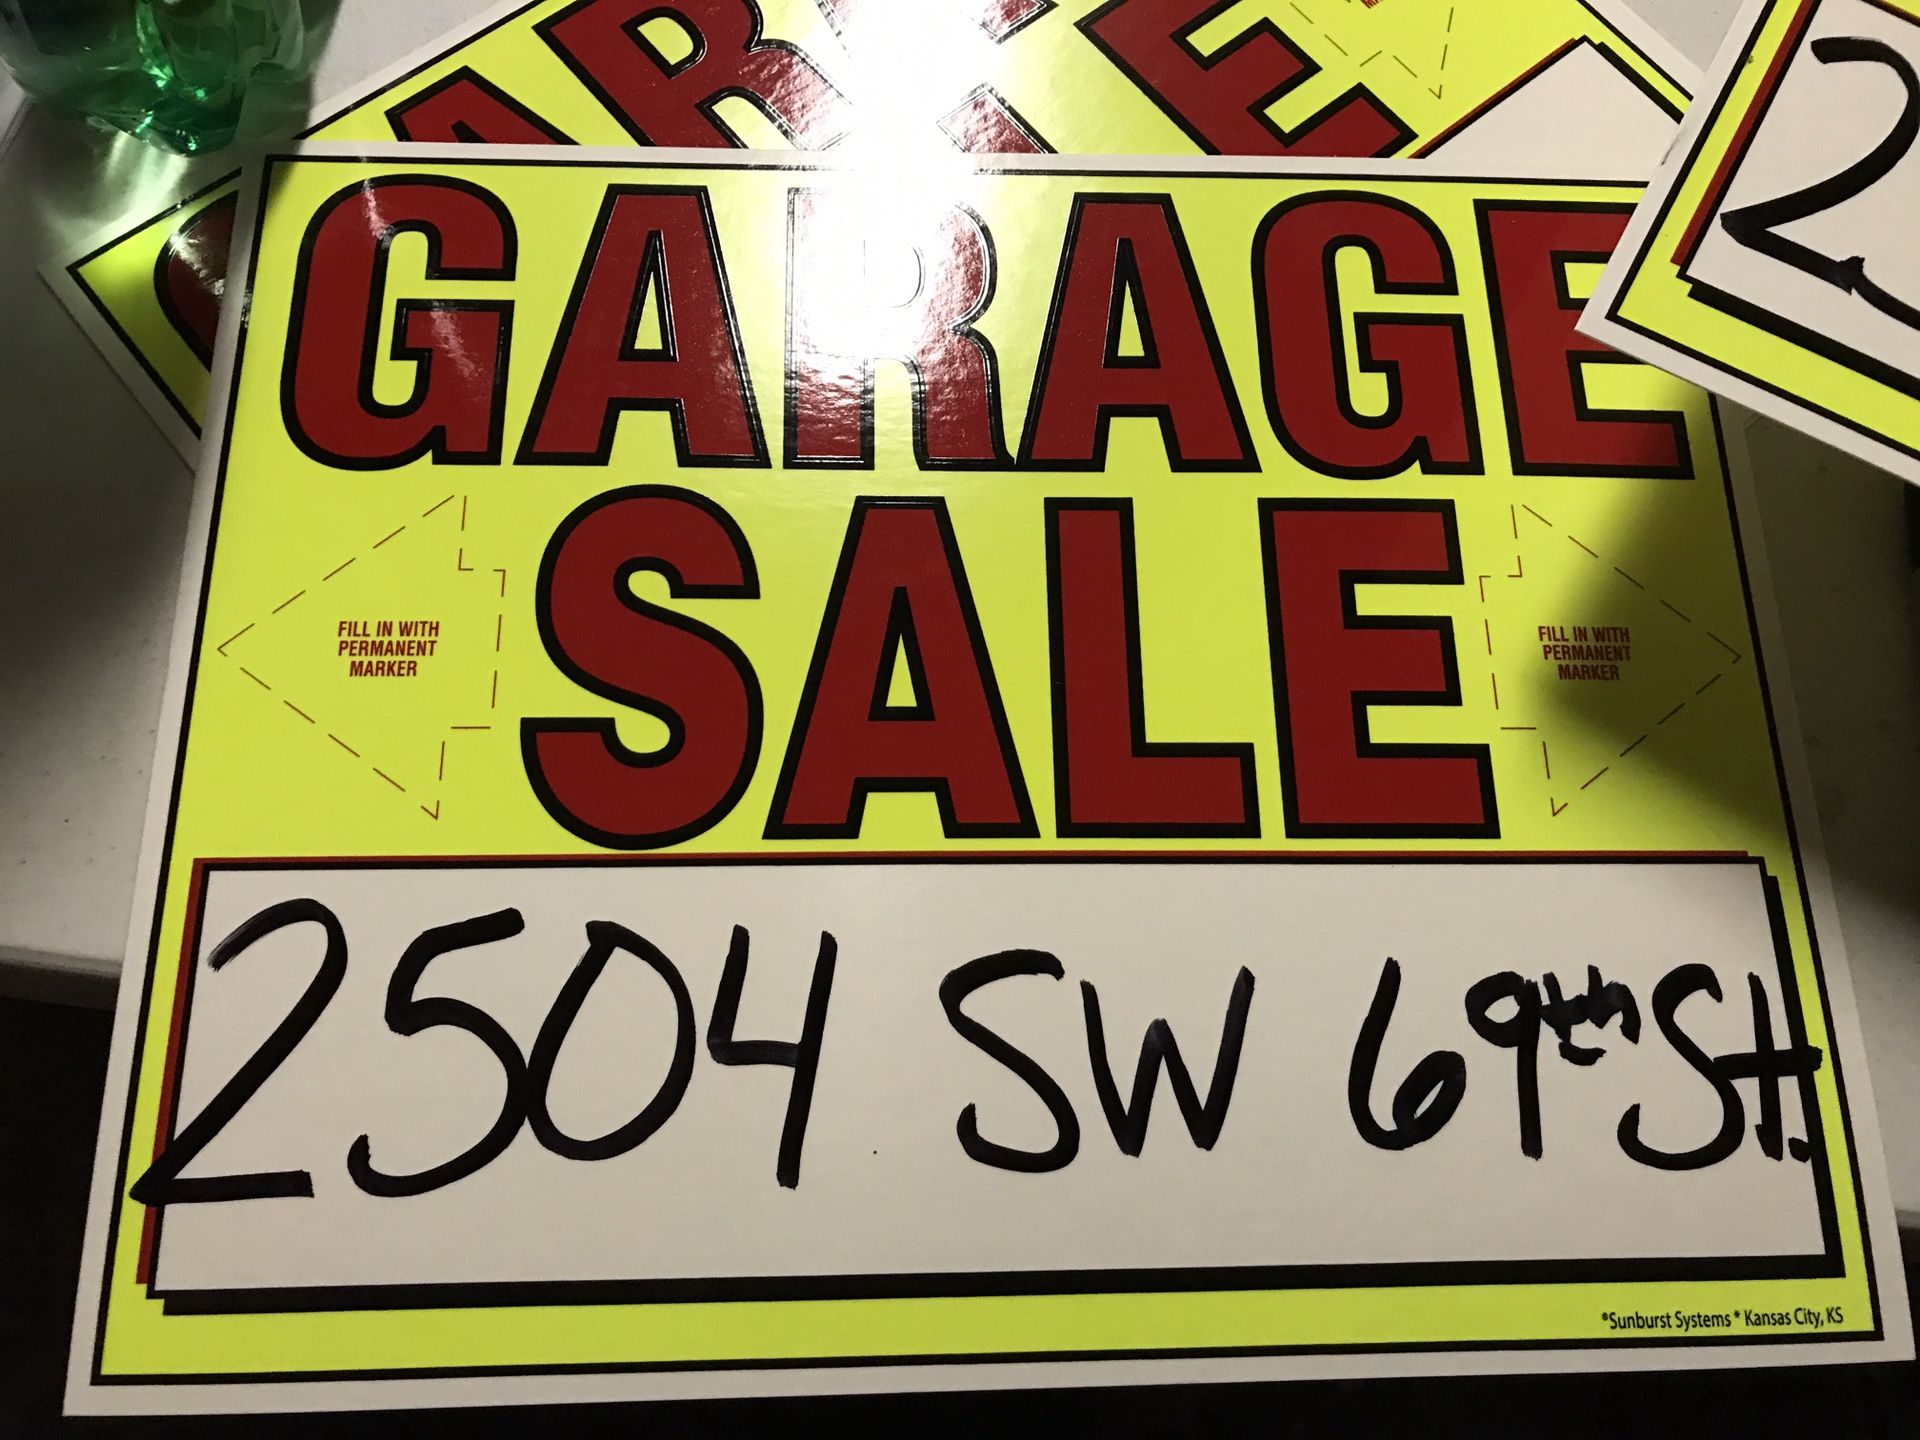 GARAGE
SALE
FILL IN WITH
PERMANENT
MARKER
FILL IN WITH
PERMANENT
MARKER
2504 SW 69th St.
*Sunburst Systems * Kansas City, KS